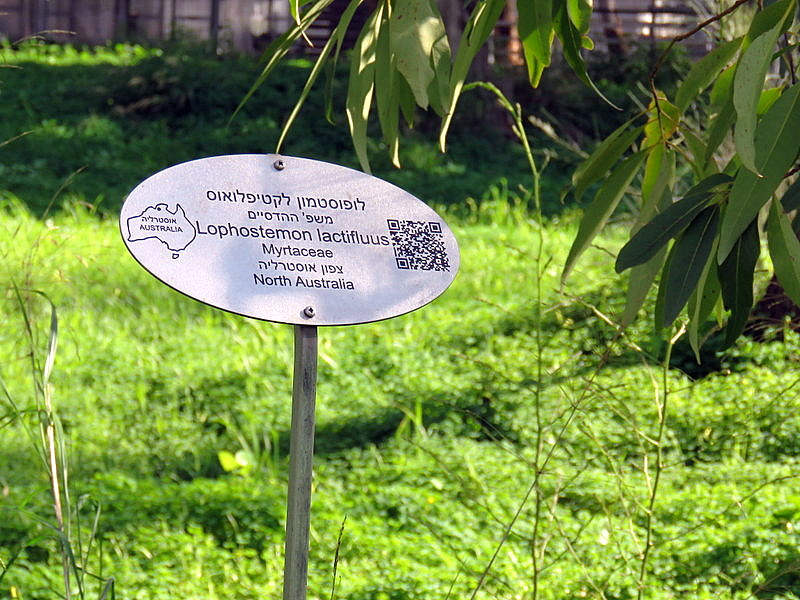 לופוסטמון לקטיפלואוס
משפ' ההדסיים
אוסטרליה
AUSTRALIA
Lophostemon lactifluus
Myrtaceae
צפון אוסטרליה
North Australia